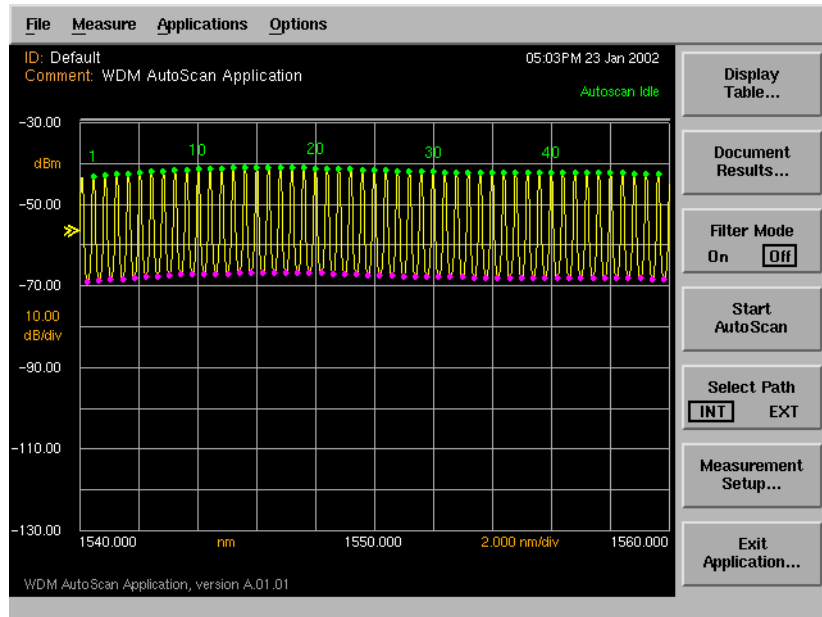 File Measure Applications Options
ID: Default
05:03PM 23 Jan 2002
Comment: WDM AutoScan Application
Autoscan Idle
-30.00
1 10 20 30 40
dBm
-50.00
-70.00
10.00
dB/div
-90.00
-110.00
-130.00
1540.000 nm 1550.000 2.000 nm/div 1560.000
WDM AutoScan Application, version A.01.01
Display
Table...
Document
Results...
Filter Mode
On Off
Start
AutoScan
Select Path
INT EXT
Measurement
Setup...
Exit
Application...